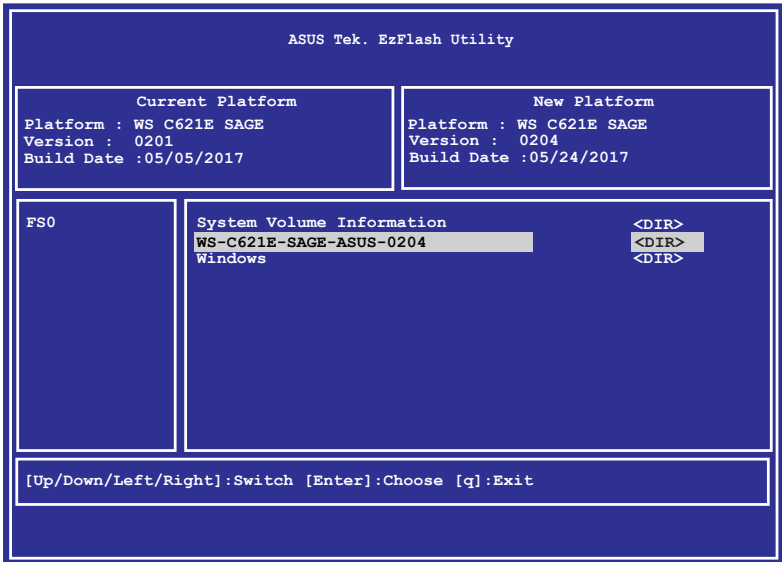 ASUS Tek. EzFlash Utility
Current Platform
Platform : WS C621E SAGE
Version : 0201
Build Date :05/05/2017
New Platform
Platform : WS C621E SAGE
Version : 0204
Build Date :05/24/2017
FS0
System Volume Information <DIR>
WS-C621E-SAGE-ASUS-0204 <DIR>
Windows <DIR>
[Up/Down/Left/Right]:Switch [Enter]:Choose [q]:Exit